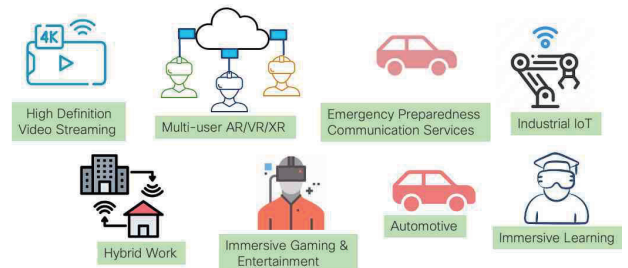 4K
High Definition
Video Streaming
Multi-user AR/VR/XR
Emergency Preparedness
Communication Services
Industrial IoT
Hybrid Work
Immersive Gaming &
Entertainment
Automotive
Immersive Learning